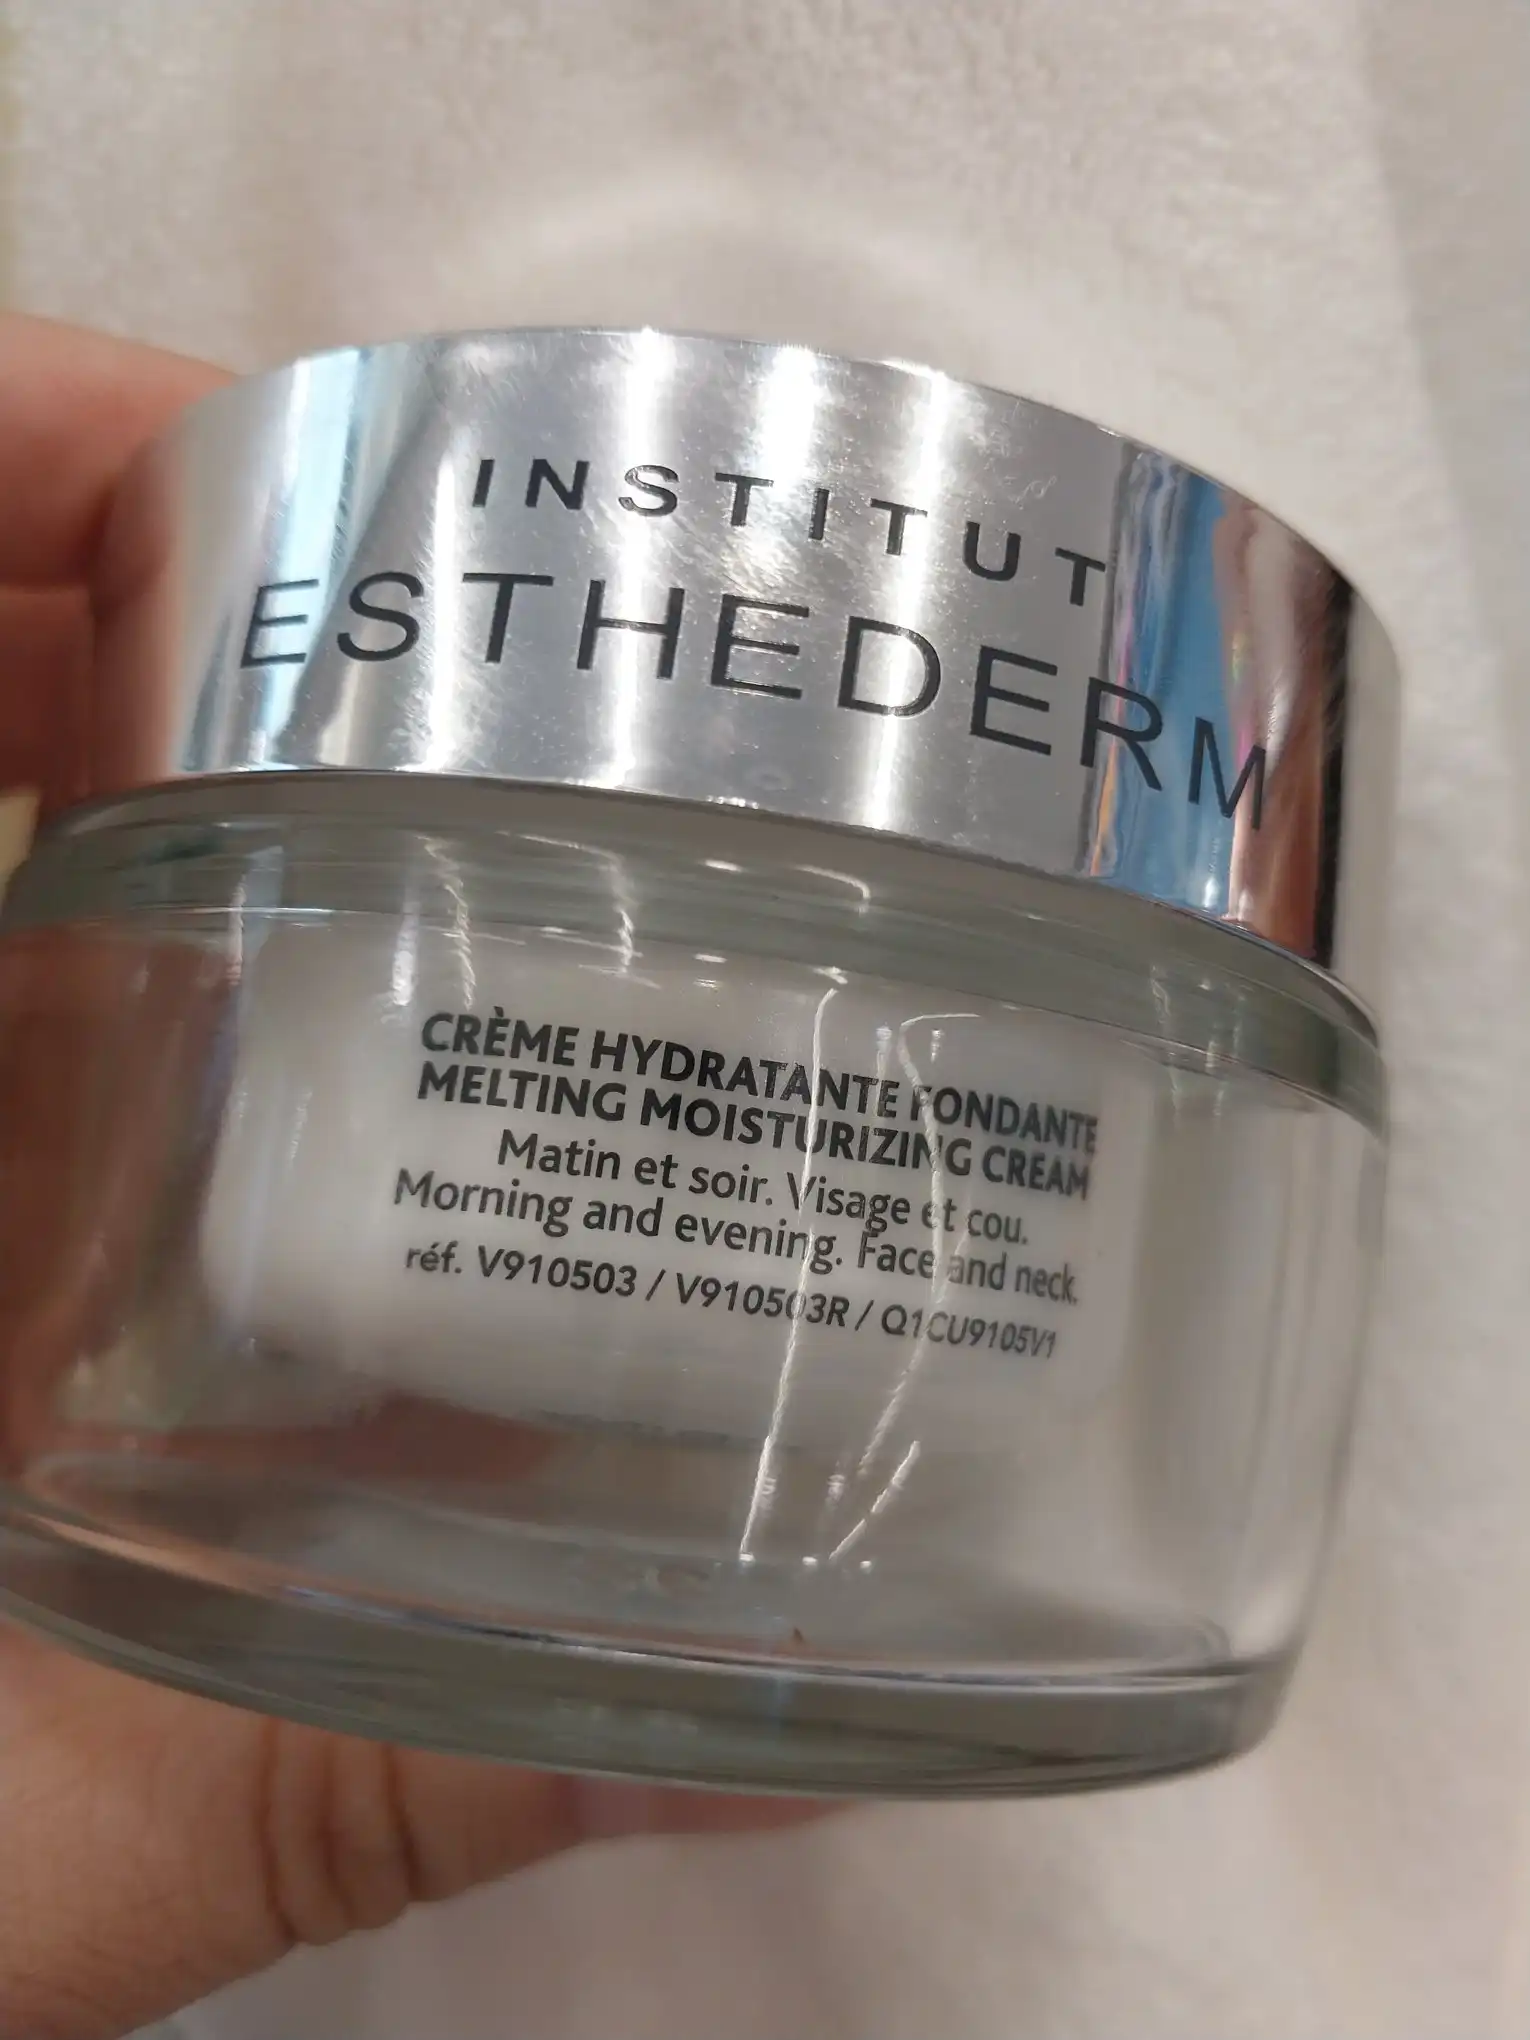 INSTITUT
ESTHEDERM
CRÈME HYDRATANTE FONDANTE
MELTING MOISTURIZING CREAM
Matin et soir. Visage et cou.
Morning and evening. Face and neck.
réf. V910503 / V910503R / Q1CU9105V1